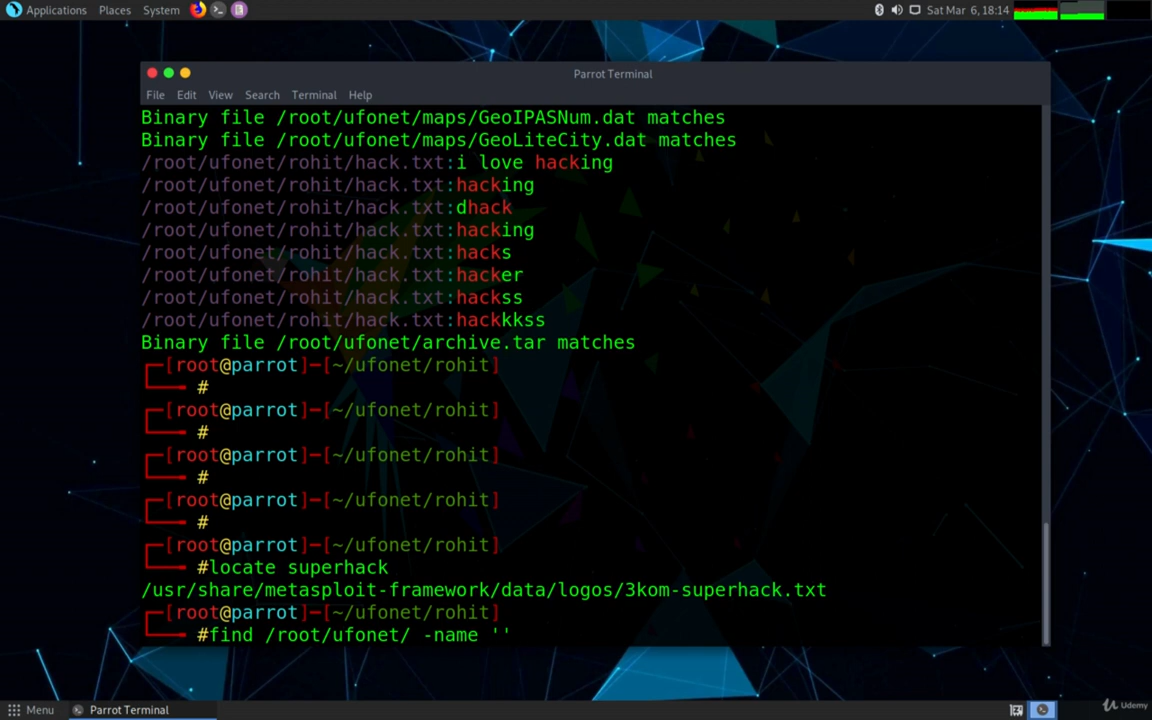 Applications Places System Sat Mar 6, 18:14
Parrot Terminal
File Edit View Search Terminal Help
Binary file /root/ufonet/maps/GeoIPASNum.dat matches
Binary file /root/ufonet/maps/GeoLiteCity.dat matches
/root/ufonet/rohit/hack.txt:i love hacking
/root/ufonet/rohit/hack.txt:hacking
/root/ufonet/rohit/hack.txt:dhack
/root/ufonet/rohit/hack.txt:hacking
/root/ufonet/rohit/hack.txt:hacks
/root/ufonet/rohit/hack.txt:hacker
/root/ufonet/rohit/hack.txt:hackss
/root/ufonet/rohit/hack.txt:hackkkss
Binary file /root/ufonet/archive.tar matches
┌─[root@parrot]─[~/ufonet/rohit]
└──╼ #
┌─[root@parrot]─[~/ufonet/rohit]
└──╼ #
┌─[root@parrot]─[~/ufonet/rohit]
└──╼ #
┌─[root@parrot]─[~/ufonet/rohit]
└──╼ #
┌─[root@parrot]─[~/ufonet/rohit]
└──╼ #locate superhack
/usr/share/metasploit-framework/data/logos/3kom-superhack.txt
┌─[root@parrot]─[~/ufonet/rohit]
└──╼ #find /root/ufonet/ -name ''
Menu Parrot Terminal
Udemy